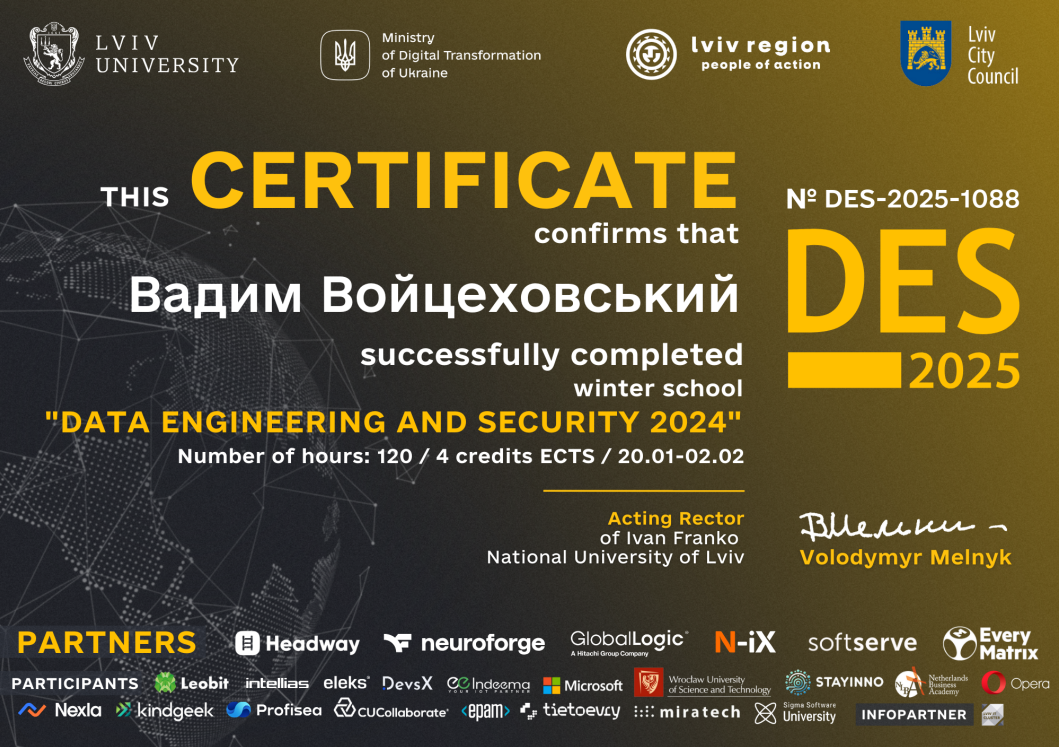 LVIV
UNIVERSITY
Ministry
of Digital Transformation
of Ukraine
lviv region
people of action
Lviv
City
Council
THIS CERTIFICATE
confirms that
Вадим Войцеховський
successfully completed
winter school
"DATA ENGINEERING AND SECURITY 2024"
Number of hours: 120 / 4 credits ECTS / 20.01-02.02
Acting Rector
of Ivan Franko
National University of Lviv
№ DES-2025-1088
DES
2025
Volodymyr Melnyk
PARTNERS
Headway
neuroforge
GlobalLogic®
A Hitachi Group Company
N-iX
softserve
Every
Matrix
PARTICIPANTS
Leobit
intellias
eleks®
DevsX
Indeema
YOUR IOT PARTNER
Microsoft
Wrocław University
of Science and Technology
STAYINNO
NBA
Netherlands
Business
Academy
Opera
Nexla
kindgeek
Profisea
CUCollaborate®
<epam>
tietoevry
miratech
Sigma Software
University
INFOPARTNER